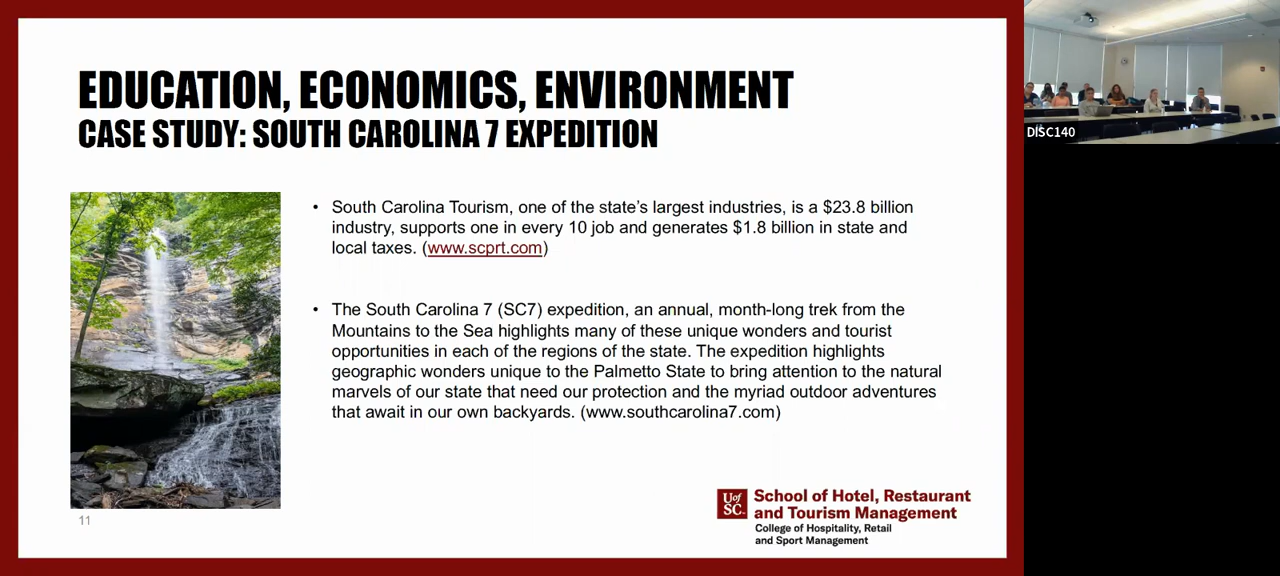 EDUCATION, ECONOMICS, ENVIRONMENT
CASE STUDY: SOUTH CAROLINA 7 EXPEDITION
• South Carolina Tourism, one of the state's largest industries, is a $23.8 billion
industry, supports one in every 10 job and generates $1.8 billion in state and
local taxes. (www.scprt.com)
• The South Carolina 7 (SC7) expedition, an annual, month-long trek from the
Mountains to the Sea highlights many of these unique wonders and tourist
opportunities in each of the regions of the state. The expedition highlights
geographic wonders unique to the Palmetto State to bring attention to the natural
marvels of our state that need our protection and the myriad outdoor adventures
that await in our own backyards. (www.southcarolina7.com)
11
UofSC
School of Hotel, Restaurant
and Tourism Management
College of Hospitality, Retail
and Sport Management
DISC140